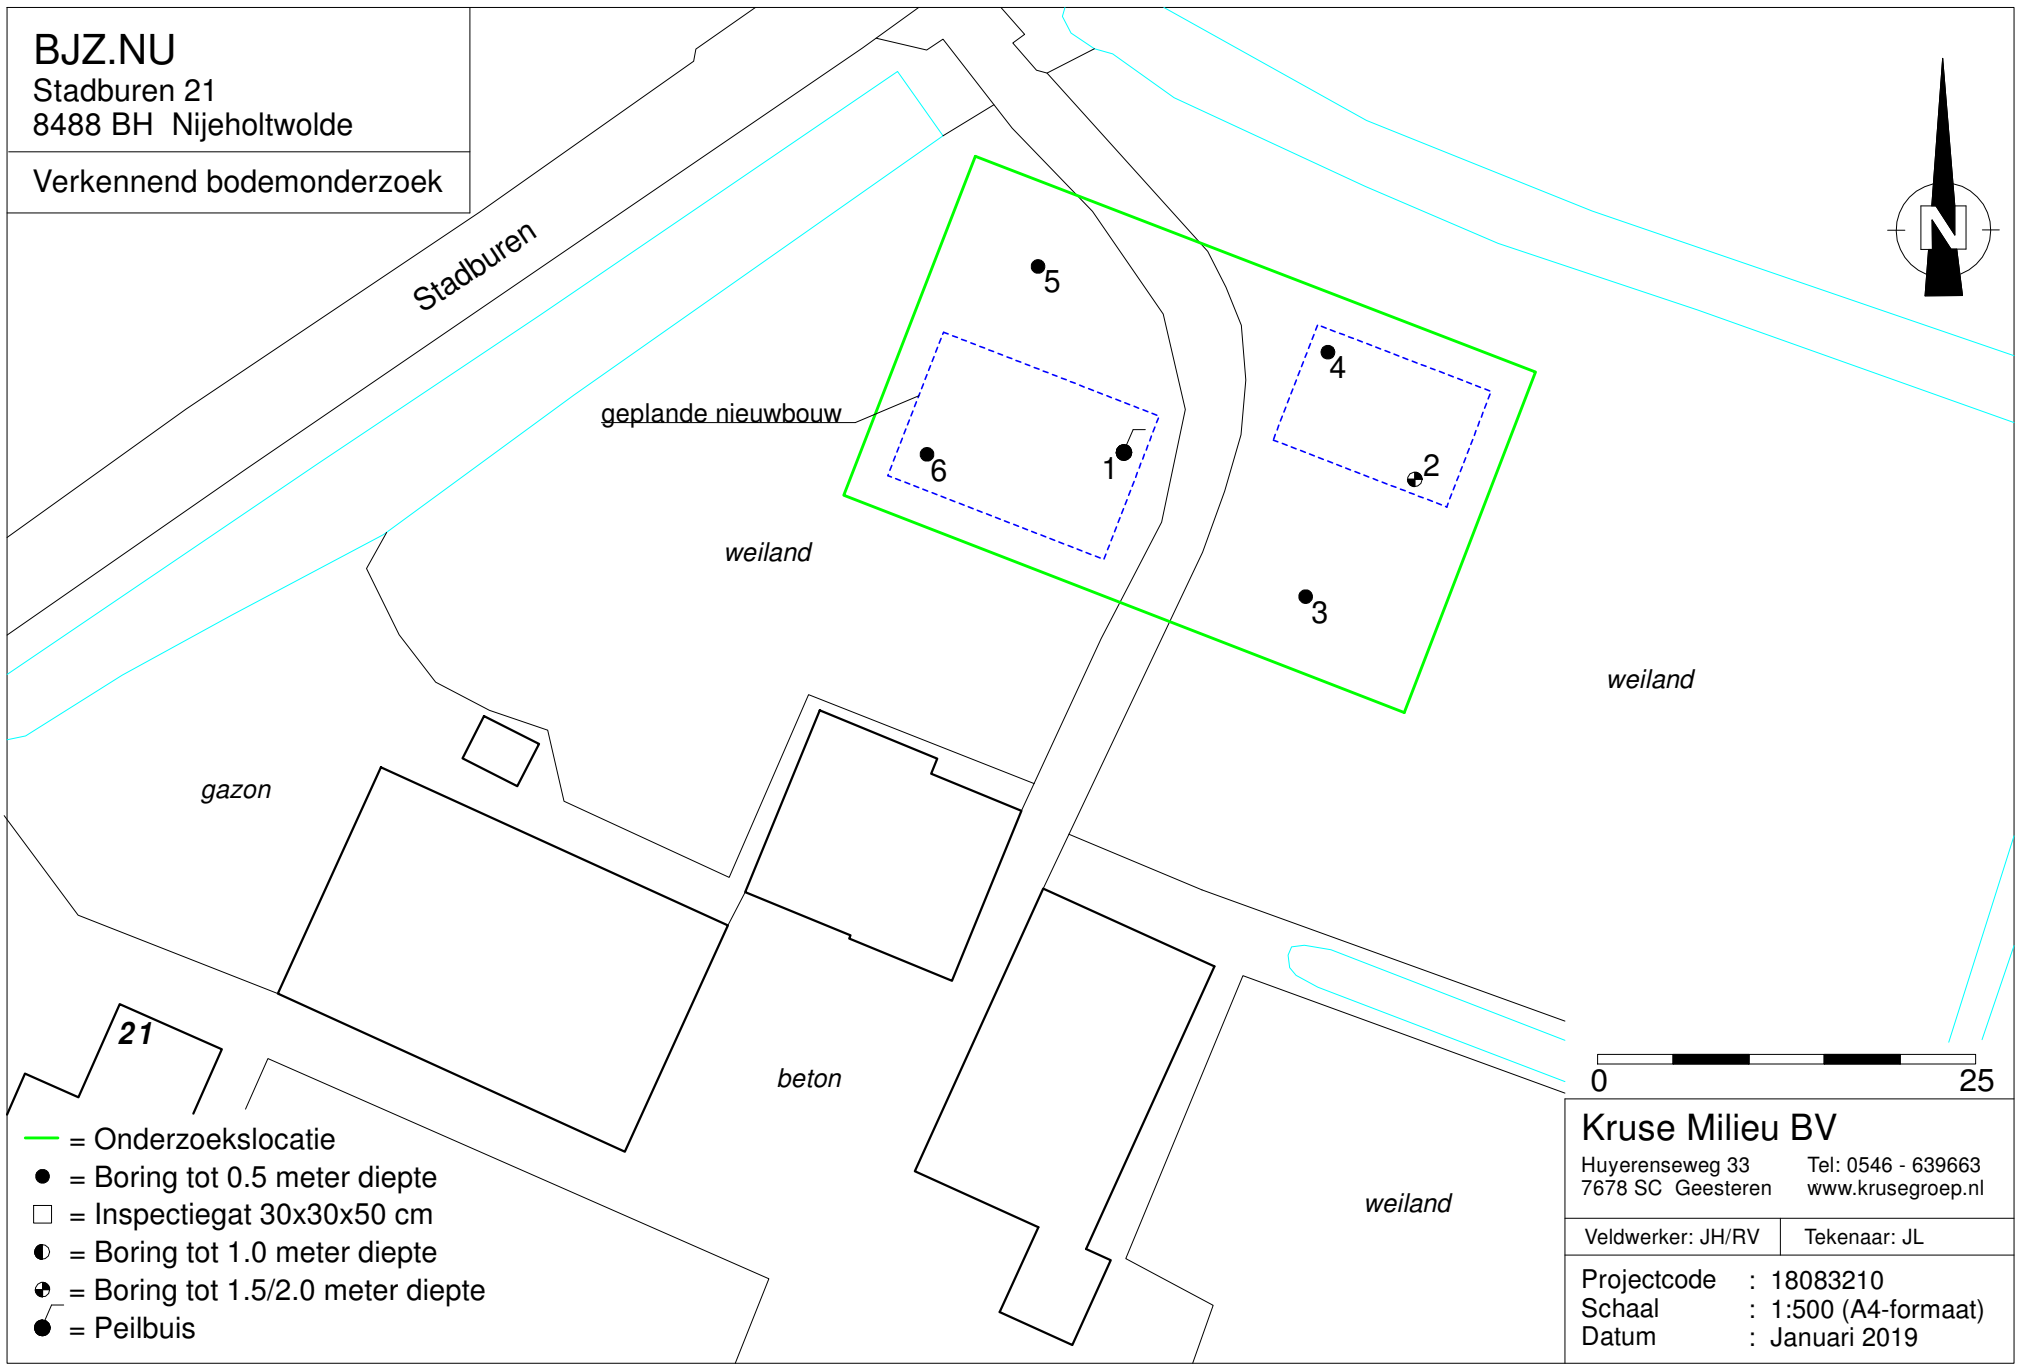 BJZ.NU
Stadburen 21
8488 BH  Nijeholtwolde
Verkennend bodemonderzoek
Stadburen
N
5
4
geplande nieuwbouw
6
1
2
weiland
3
weiland
gazon
21
beton
weiland
0 25
= Onderzoekslocatie
= Boring tot 0.5 meter diepte
= Inspectiegat 30x30x50 cm
= Boring tot 1.0 meter diepte
= Boring tot 1.5/2.0 meter diepte
= Peilbuis
Kruse Milieu BV
Huyerenseweg 33 Tel: 0546 - 639663
7678 SC  Geesteren www.krusegroep.nl
Veldwerker: JH/RV Tekenaar: JL
Projectcode : 18083210
Schaal : 1:500 (A4-formaat)
Datum : Januari 2019